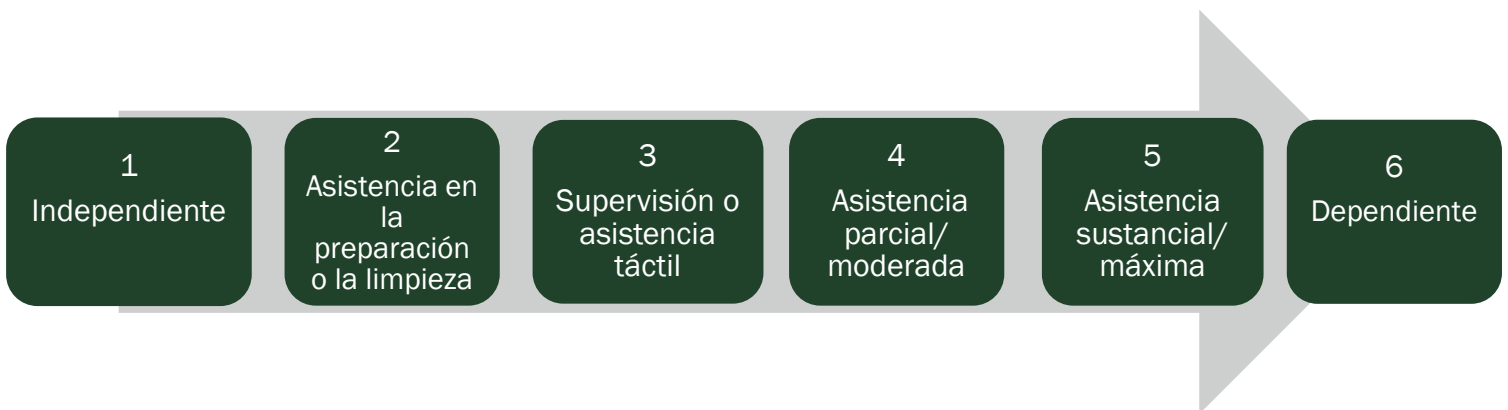 1
Independiente
2
Asistencia en
la
preparación
o la limpieza
3
Supervisión o
asistencia
táctil
4
Asistencia
parcial/
moderada
5
Asistencia
sustancial/
máxima
6
Dependiente